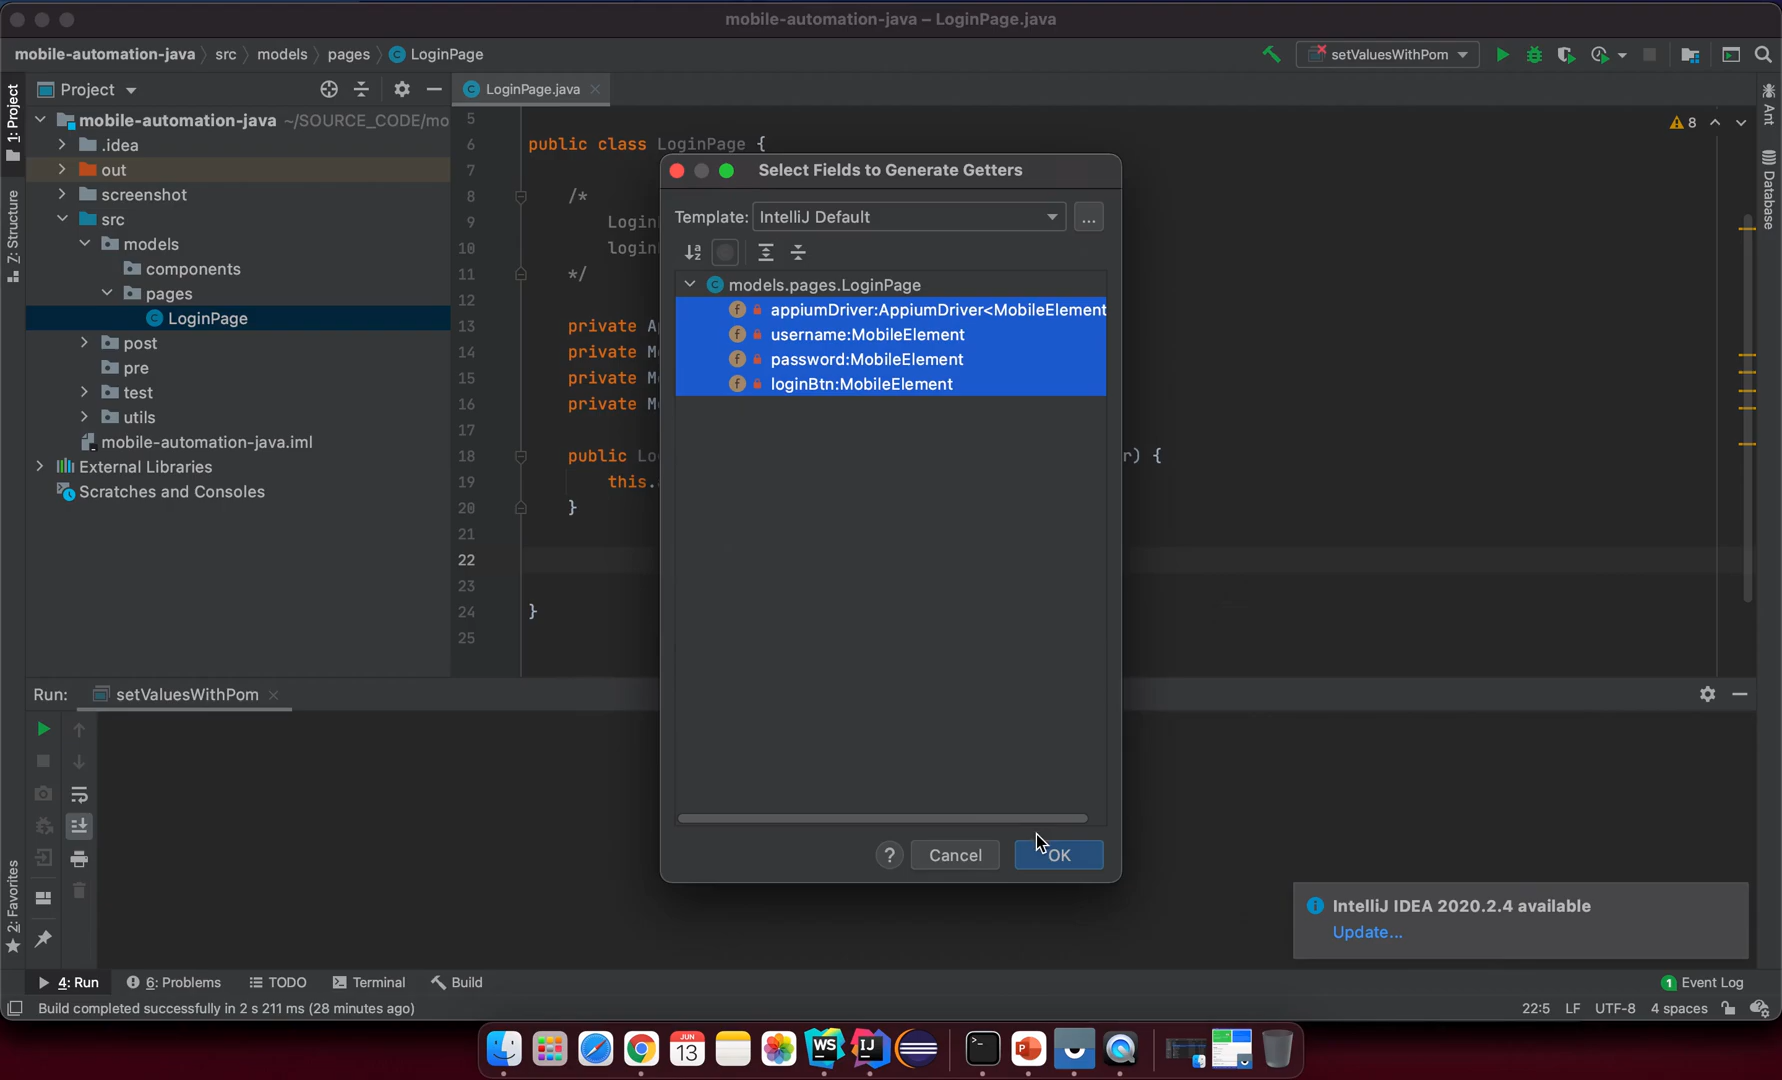 mobile-automation-java – LoginPage.java
mobile-automation-java src models pages LoginPage
setValuesWithPom
Project
LoginPage.java
1: Project
7: Structure
2: Favorites
Ant
Database
mobile-automation-java ~/SOURCE_CODE/mo
.idea
out
screenshot
src
models
components
pages
LoginPage
post
pre
test
utils
mobile-automation-java.iml
External Libraries
Scratches and Consoles
8
5
6 public class LoginPage {
7
8 /*
9 Login
10 login
11 */
12
13 private A
14 private M
15 private M
16 private M
17
18 public Lo r) {
19 this.
20 }
21
22
23
24 }
25
Select Fields to Generate Getters
Template: IntelliJ Default
...
models.pages.LoginPage
appiumDriver:AppiumDriver<MobileElement
username:MobileElement
password:MobileElement
loginBtn:MobileElement
? Cancel OK
Run: setValuesWithPom
IntelliJ IDEA 2020.2.4 available
Update...
4: Run 6: Problems TODO Terminal Build
1 Event Log
Build completed successfully in 2 s 211 ms (28 minutes ago)
22:5 LF UTF-8 4 spaces
JUN
13
WS
IJ